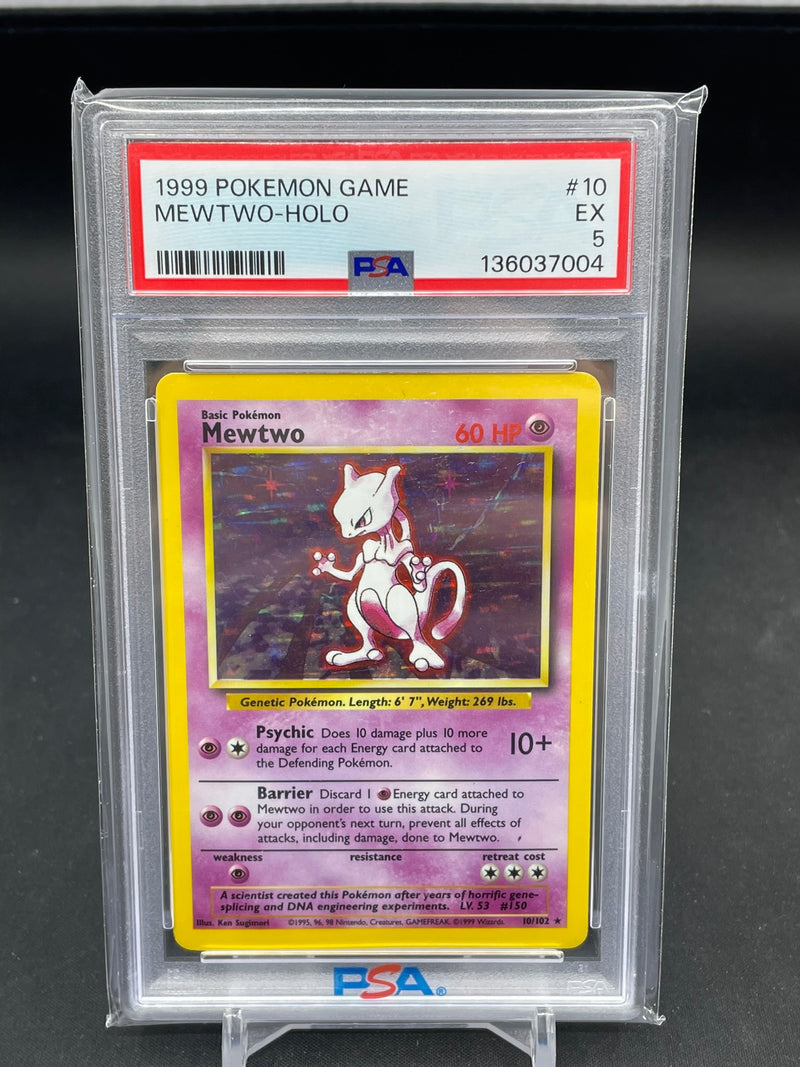 1999 POKEMON GAME #10
MEWTWO-HOLO EX
5
PSA 136037004
Basic Pokémon
Mewtwo 60 HP
Genetic Pokémon. Length: 6' 7", Weight: 269 lbs.
Psychic Does 10 damage plus 10 more
damage for each Energy card attached to
the Defending Pokémon.
10+
Barrier Discard 1 Energy card attached to
Mewtwo in order to use this attack. During
your opponent's next turn, prevent all effects of
attacks, including damage, done to Mewtwo.
weakness resistance retreat cost
A scientist created this Pokémon after years of horrific gene-
splicing and DNA engineering experiments. LV. 53 #150
Illus. Ken Sugimori ©1995, 96, 98 Nintendo, Creatures, GAMEFREAK. ©1999 Wizards. 10/102 ★
PSA®
PSA